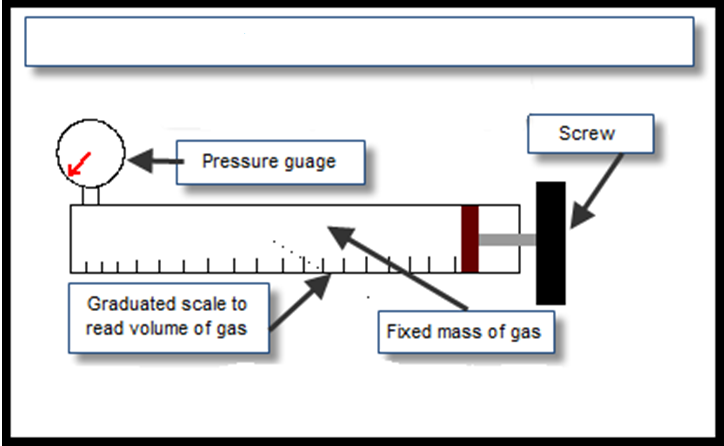 Screw
Pressure guage
Graduated scale to
read volume of gas
Fixed mass of gas